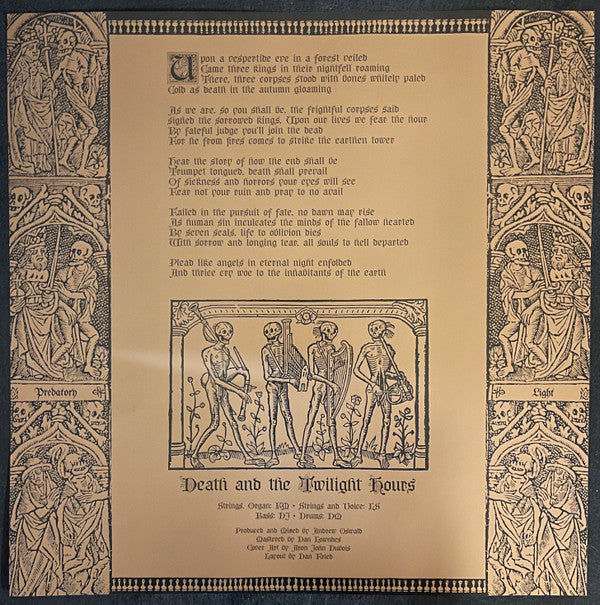 Upon a vespertide eve in a forest veiled
Came three kings in their nightfell roaming
There, three corpses stood with bones whitely paled
Cold as death in the autumn gloaming
As we are, so you shall be, the frightful corpses said
sighed the sorrowed kings, Upon our lives we fear the hour
By fateful judge you'll join the dead
For he from fires comes to strike the earthen tower
Hear the story of how the end shall be
Trumpet tongued, death shall prevail
Of sickness and horrors your eyes will see
Fear not your ruin and pray to no avail
Failed in the pursuit of fate, no dawn may rise
As human sin inculcates the minds of the fallow hearted
By seven seals, life to oblivion dies
With sorrow and longing tear, all souls to hell departed
Plead like angels in eternal night enfolded
And thrice cry woe to the inhabitants of the earth
Predatory
Light
Death and the Twilight Hours
Strings, Organ: • Strings and Voice:
Bass: DJ • Drums:
Produced and Mixed by Andrew Oswald
Mastered by Dan Lowndes
Cover Art by Aron John Dubois
Layout by Dan Fried